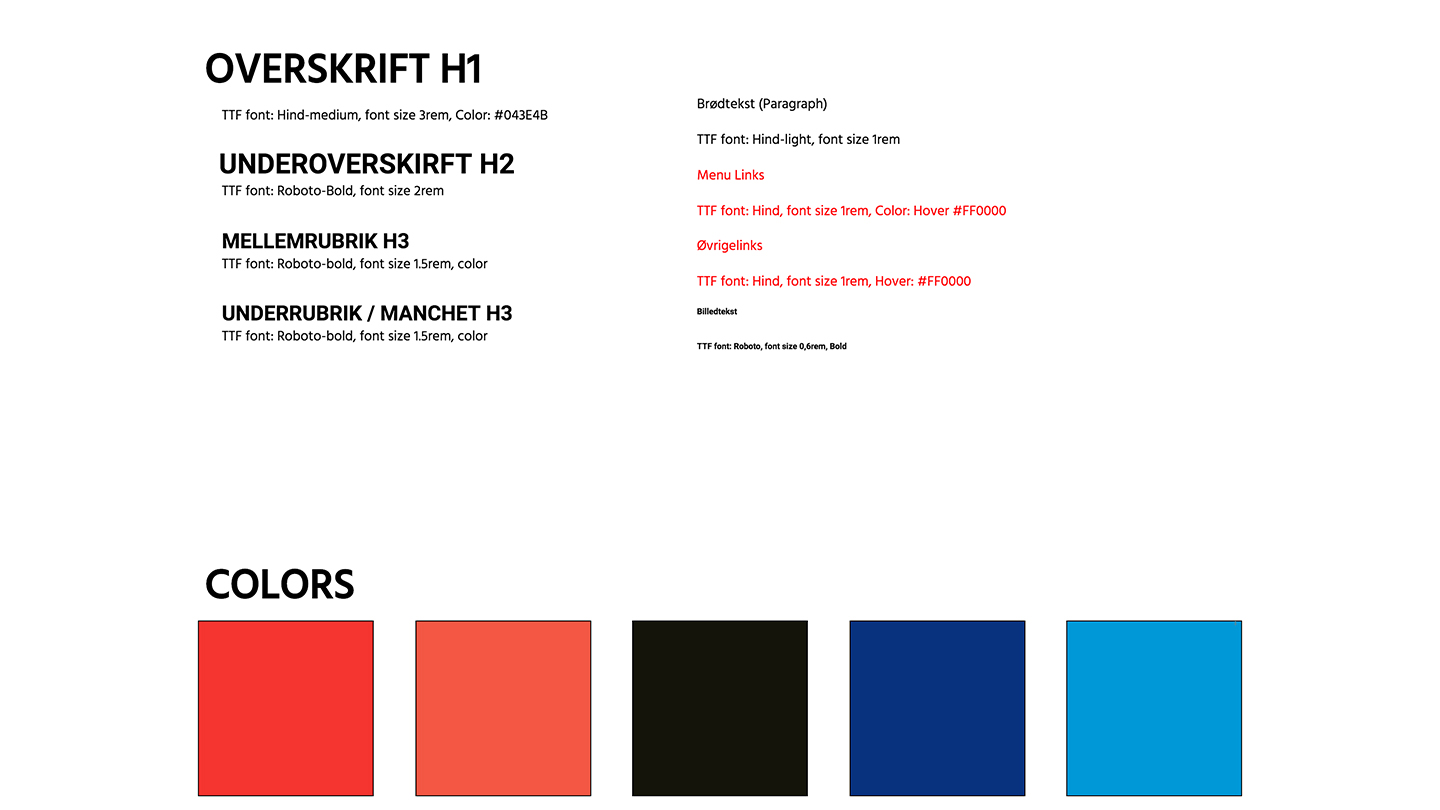 OVERSKRIFT H1
TTF font: Hind-medium, font size 3rem, Color: #043E4B
UNDEROVERSKIRFT H2
TTF font: Roboto-Bold, font size 2rem
MELLEMRUBRIK H3
TTF font: Roboto-bold, font size 1.5rem, color
UNDERRUBRIK / MANCHET H3
TTF font: Roboto-bold, font size 1.5rem, color
Brødtekst (Paragraph)
TTF font: Hind-light, font size 1rem
Menu Links
TTF font: Hind, font size 1rem, Color: Hover #FF0000
Øvrigelinks
TTF font: Hind, font size 1rem, Hover: #FF0000
Billedtekst
TTF font: Roboto, font size 0,6rem, Bold
COLORS